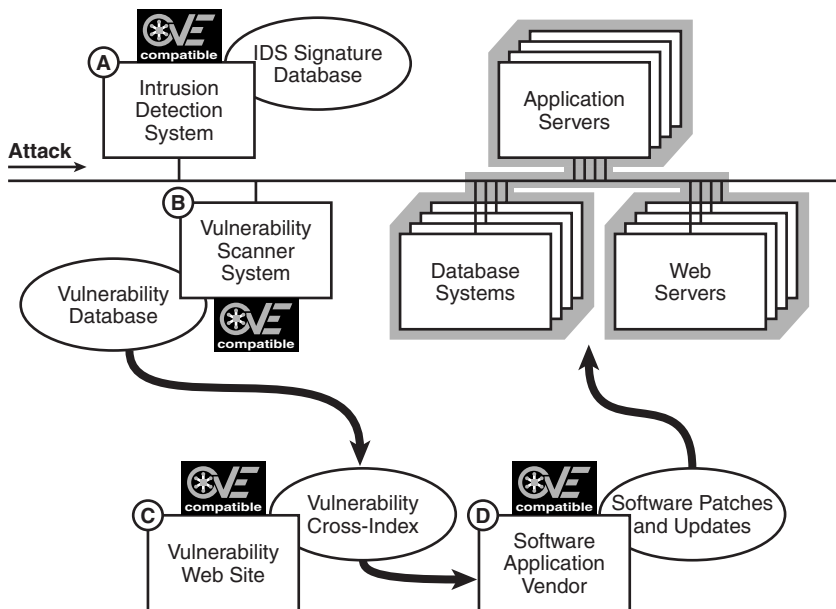 CVE
compatible
A
Intrusion
Detection
System
IDS Signature
Database
Application
Servers
Attack
B
Vulnerability
Scanner
System
Vulnerability
Database
CVE
compatible
Database
Systems
Web
Servers
CVE
compatible
C
Vulnerability
Web Site
Vulnerability
Cross-Index
CVE
compatible
D
Software
Application
Vendor
Software Patches
and Updates